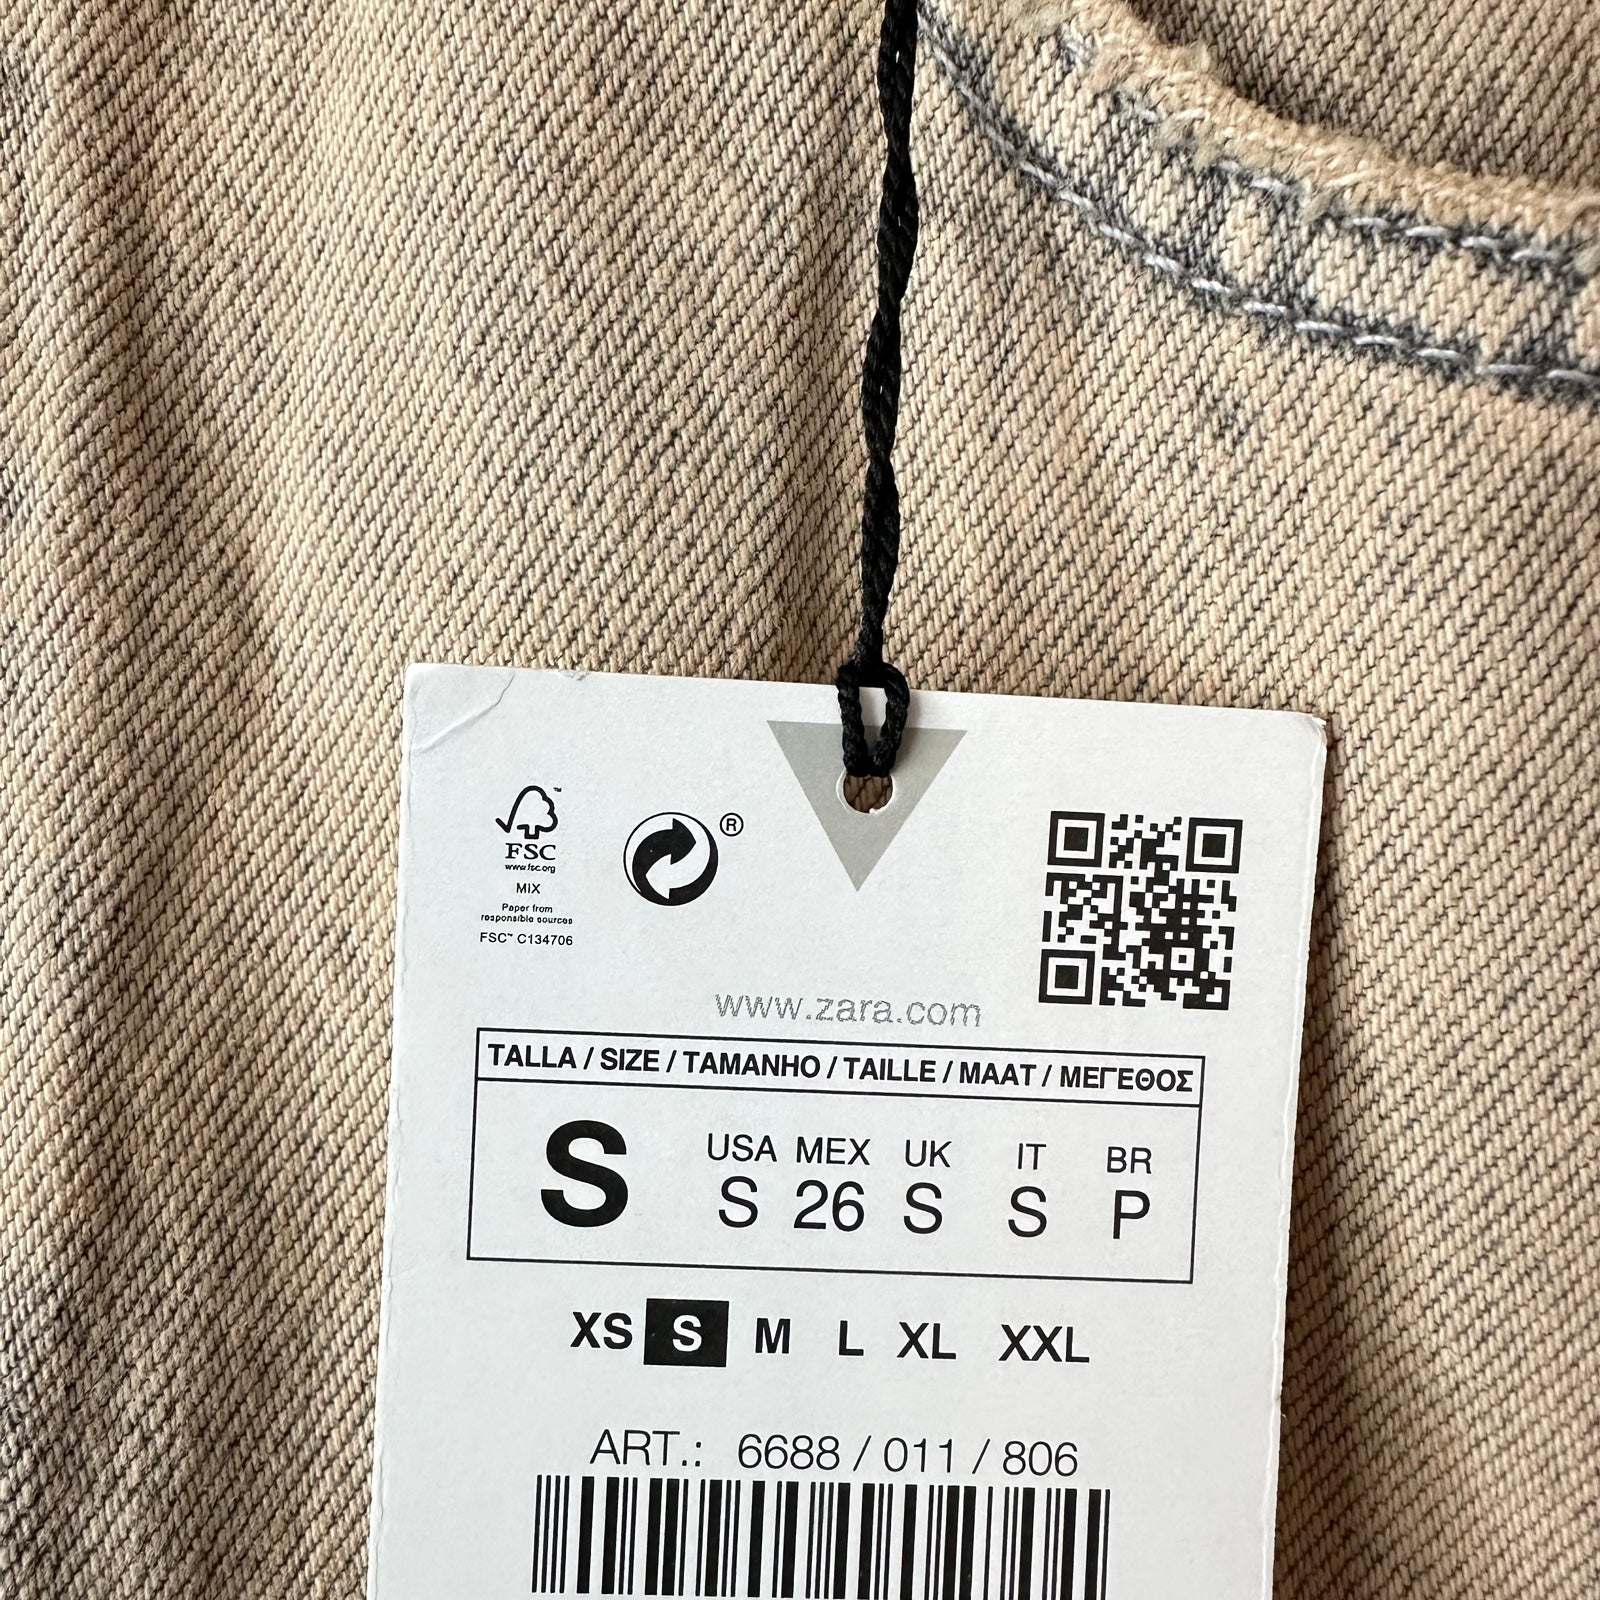 FSC™
www.fsc.org
MIX
Paper from
responsible sources
FSC™ C134706
®
www.zara.com
TALLA / SIZE / TAMANHO / TAILLE / MAAT / ΜΕΓΕΘΟΣ
S
USA MEX UK IT BR
S 26 S S P
XS S M L XL XXL
ART.: 6688 / 011 / 806